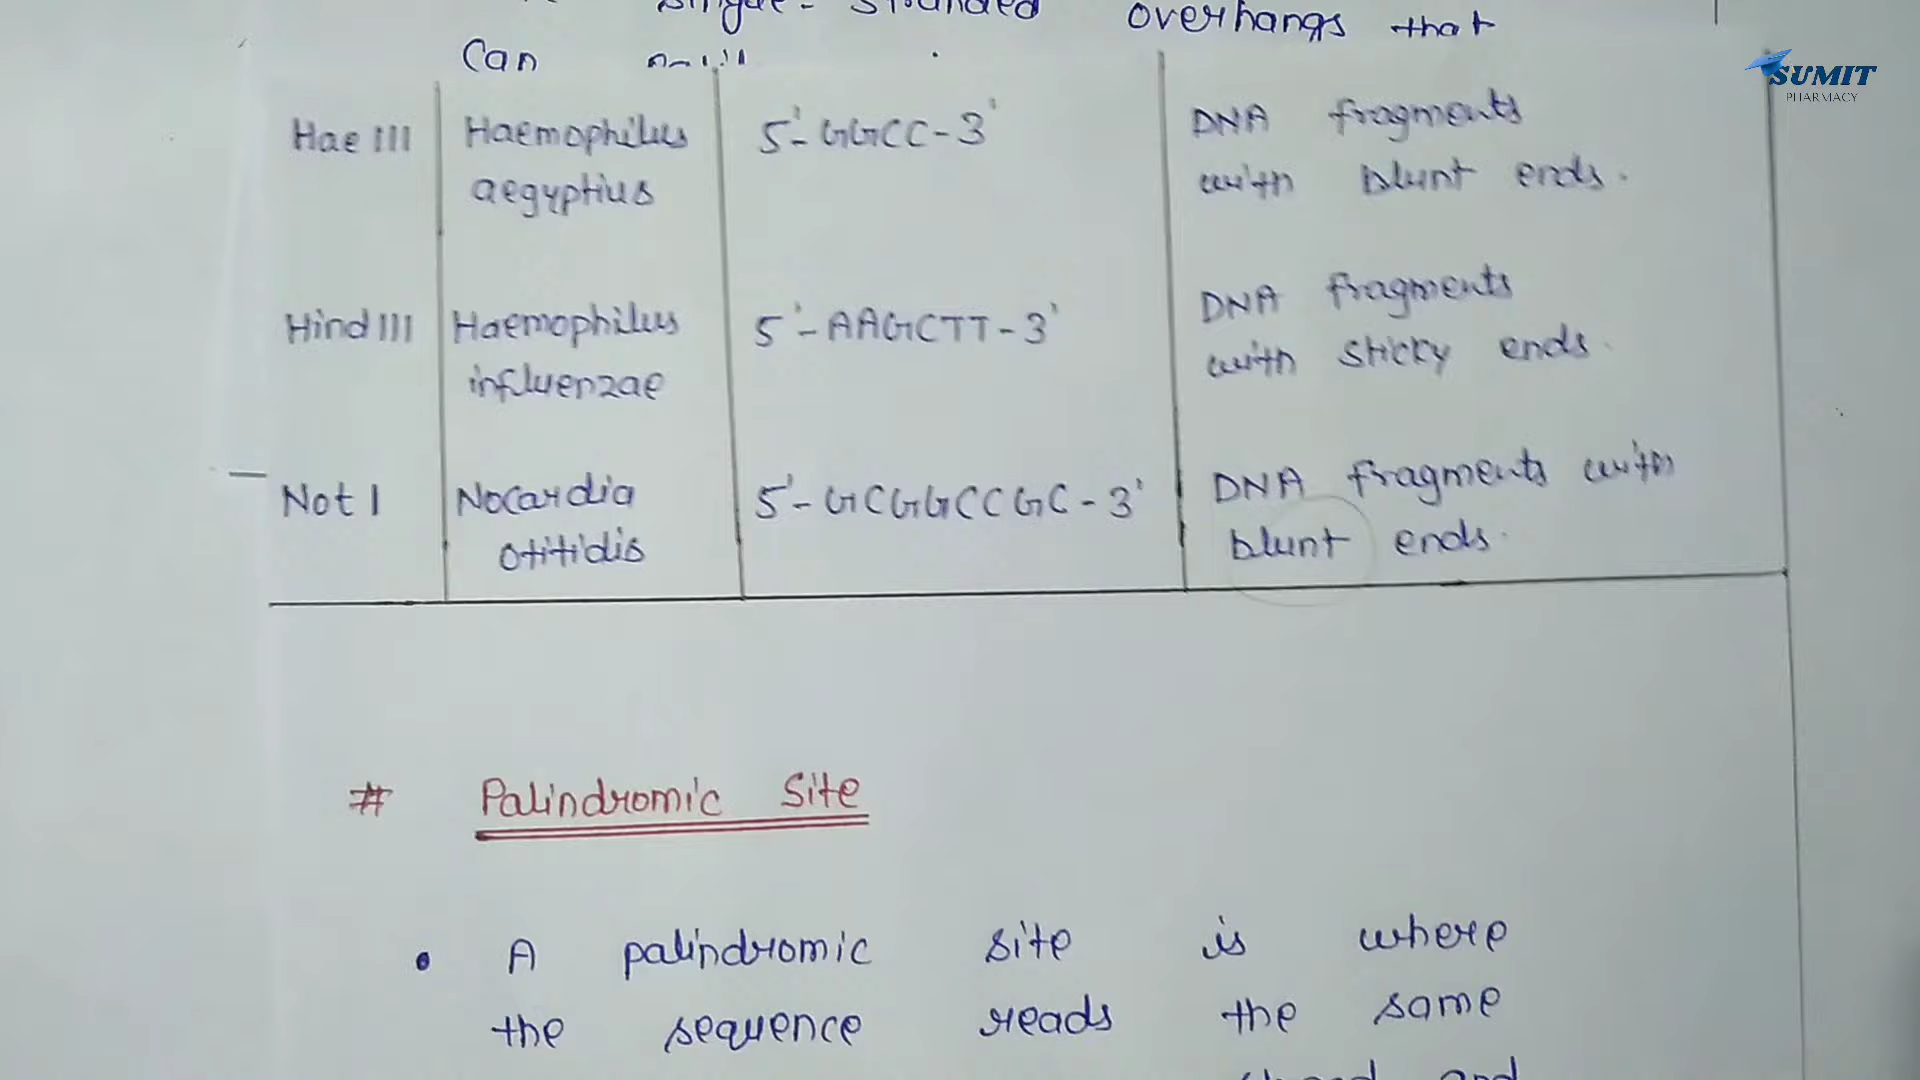 overhangs that
Can
SUMIT
PHARMACY
Hae III Haemophilus 5'-GGCC-3' DNA fragments
aegyptius with blunt ends.
Hind III Haemophilus 5'-AAGCTT-3' DNA fragments
influenzae with sticky ends.
Not I Nocardia 5'-GCGGCCGC-3' DNA fragments with
otitidis blunt ends.
# Palindromic Site
• A palindromic site is where
the sequence reads the same
and